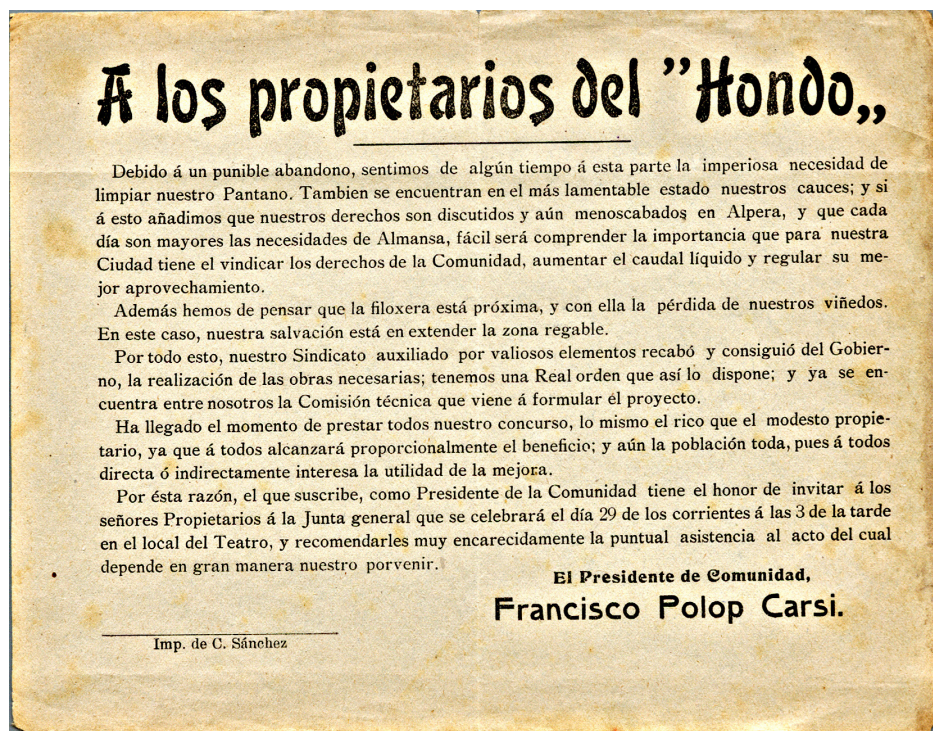 A los propietarios del "Hondo„
Debido á un punible abandono, sentimos de algún tiempo á esta parte la imperiosa necesidad de
limpiar nuestro Pantano. Tambien se encuentran en el más lamentable estado nuestros cauces; y si
á esto añadimos que nuestros derechos son discutidos y aún menoscabados en Alpera, y que cada
día son mayores las necesidades de Almansa, fácil será comprender la importancia que para nuestra
Ciudad tiene el vindicar los derechos de la Comunidad, aumentar el caudal líquido y regular su me-
jor aprovechamiento.
Además hemos de pensar que la filoxera está próxima, y con ella la pérdida de nuestros viñedos.
En este caso, nuestra salvación está en extender la zona regable.
Por todo esto, nuestro Sindicato auxiliado por valiosos elementos recabó y consiguió del Gobier-
no, la realización de las obras necesarias; tenemos una Real orden que así lo dispone; y ya se en-
cuentra entre nosotros la Comisión técnica que viene á formular el proyecto.
Ha llegado el momento de prestar todos nuestro concurso, lo mismo el rico que el modesto propie-
tario, ya que á todos alcanzará proporcionalmente el beneficio; y aún la población toda, pues á todos
directa ó indirectamente interesa la utilidad de la mejora.
Por ésta razón, el que suscribe, como Presidente de la Comunidad tiene el honor de invitar á los
señores Propietarios á la Junta general que se celebrará el día 29 de los corrientes á las 3 de la tarde
en el local del Teatro, y recomendarles muy encarecidamente la puntual asistencia al acto del cual
depende en gran manera nuestro porvenir.
El Presidente de Comunidad,
Francisco Polop Carsi.
Imp. de C. Sánchez